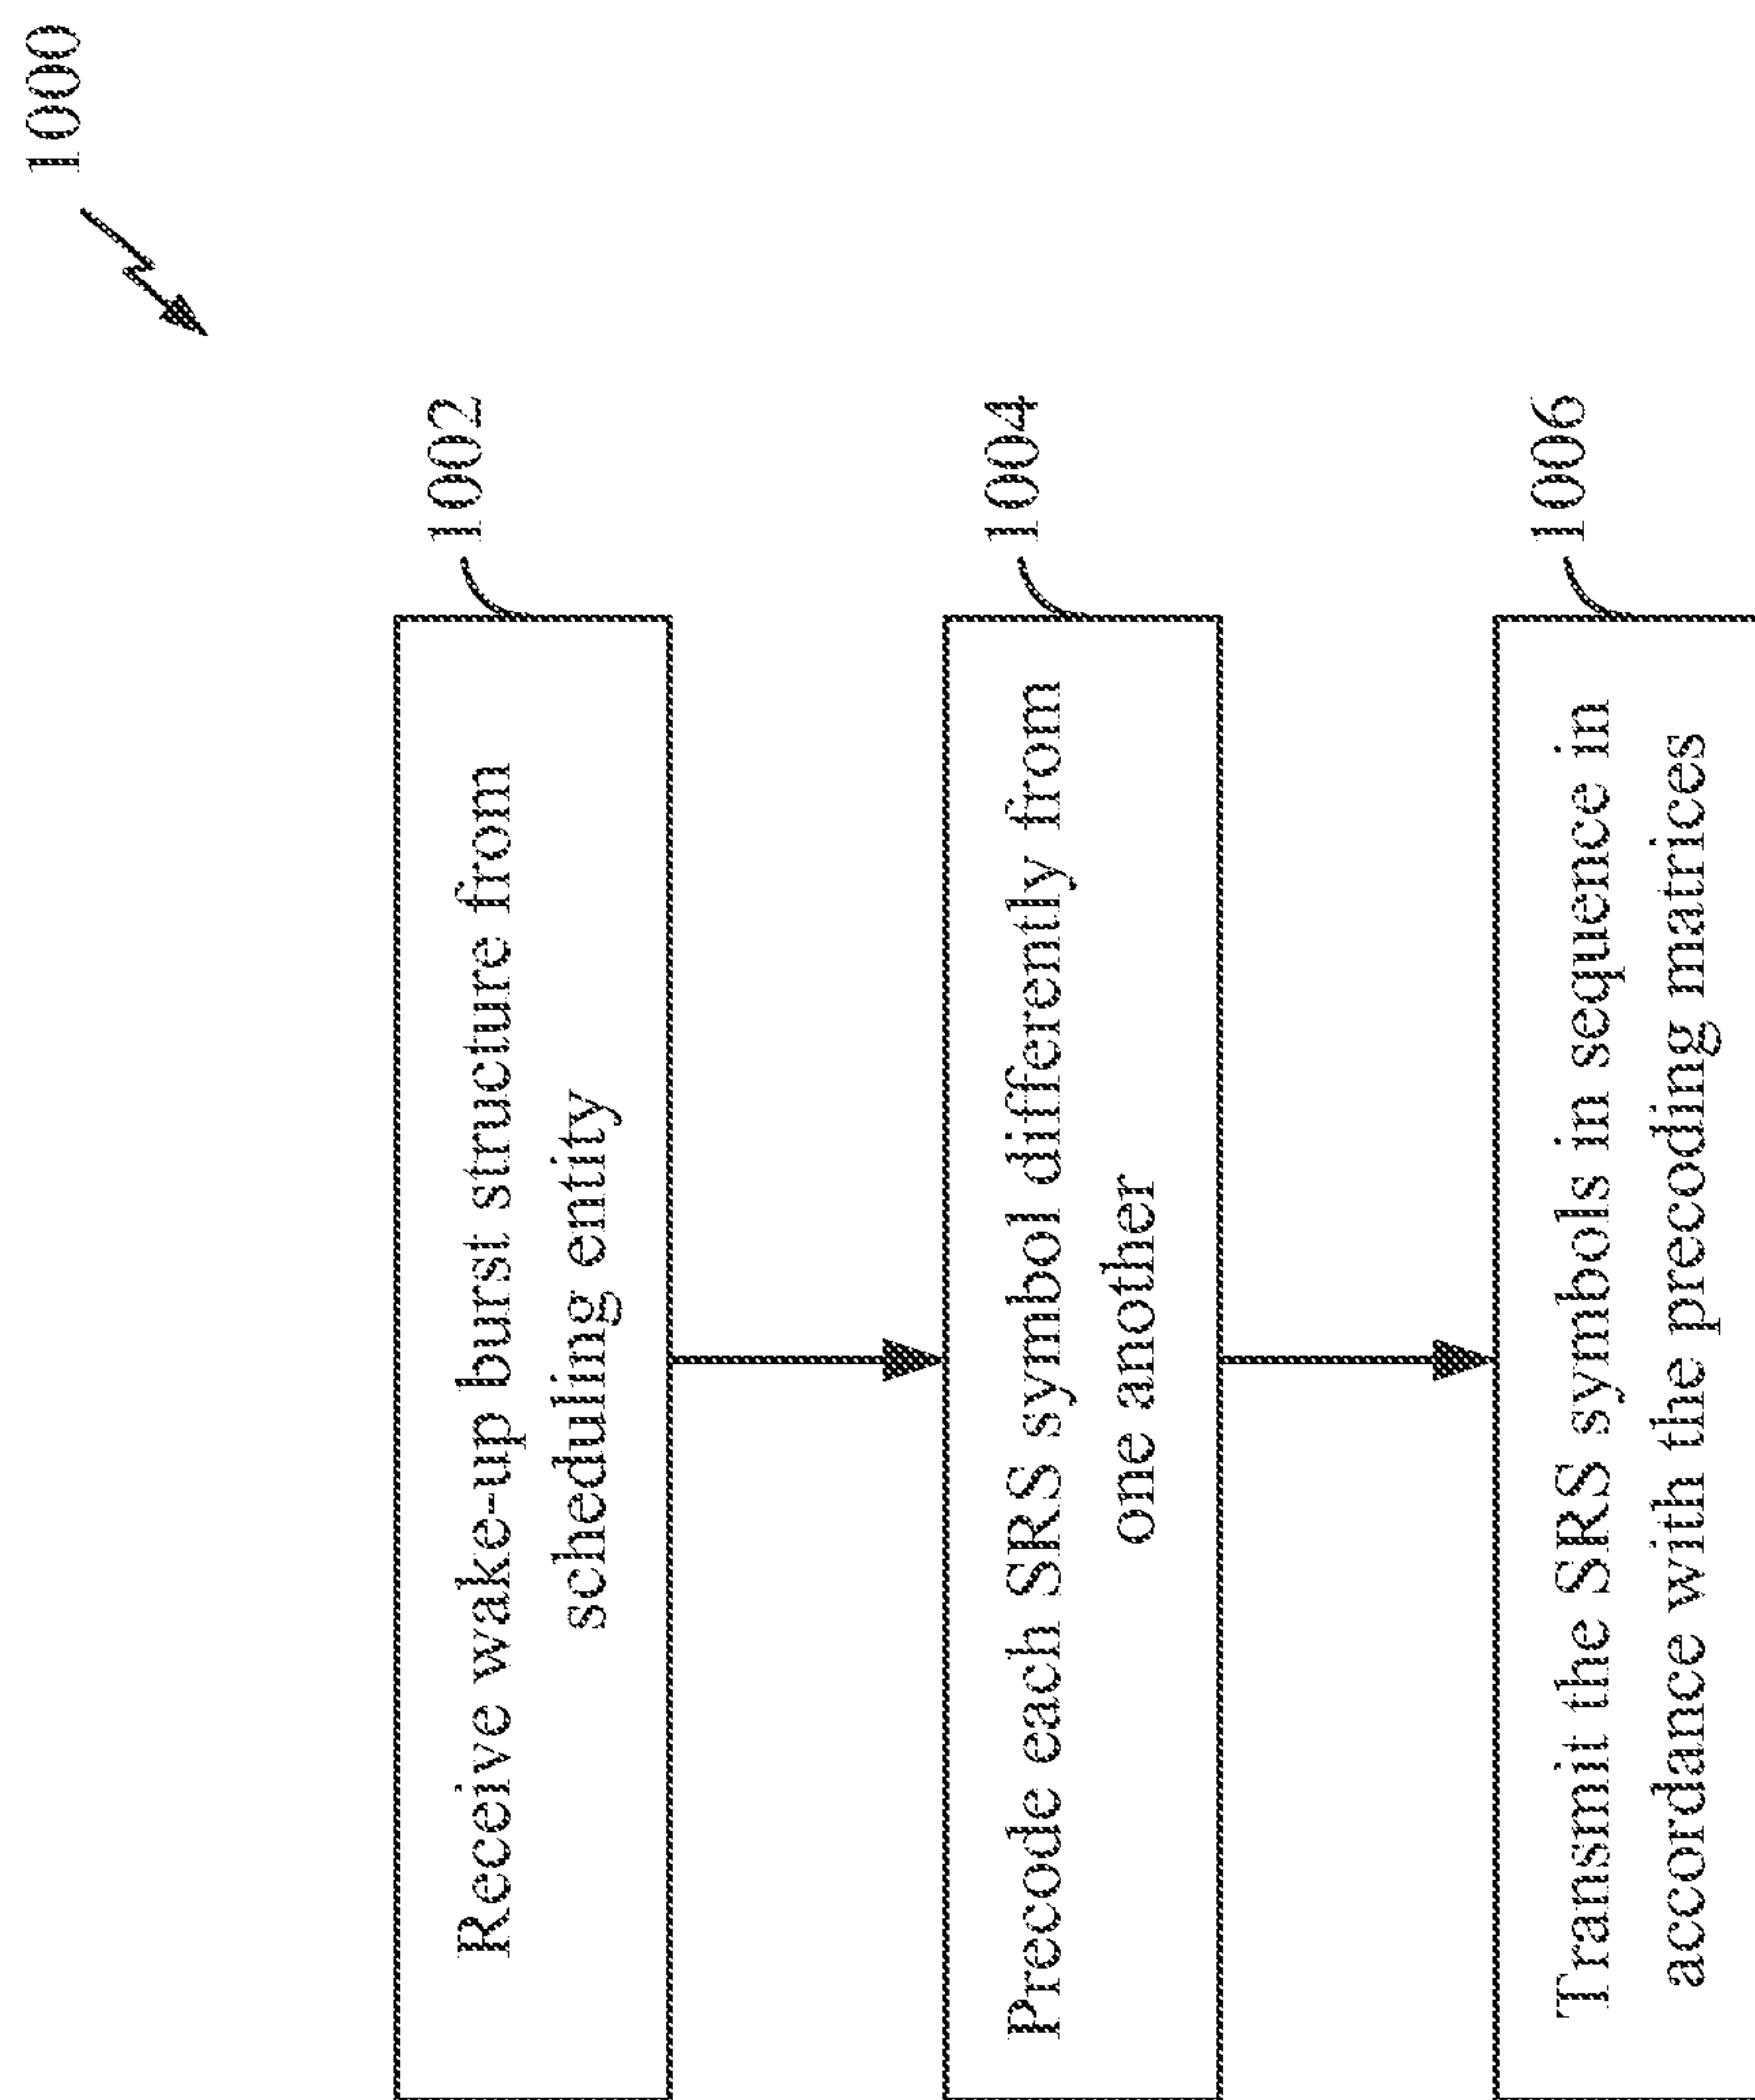 1000
1002
Receive wake-up burst structure from
scheduling entity
1004
Precode each SRS symbol differently from
one another
1006
Transmit the SRS symbols in sequence in
accordance with the precoding matrices